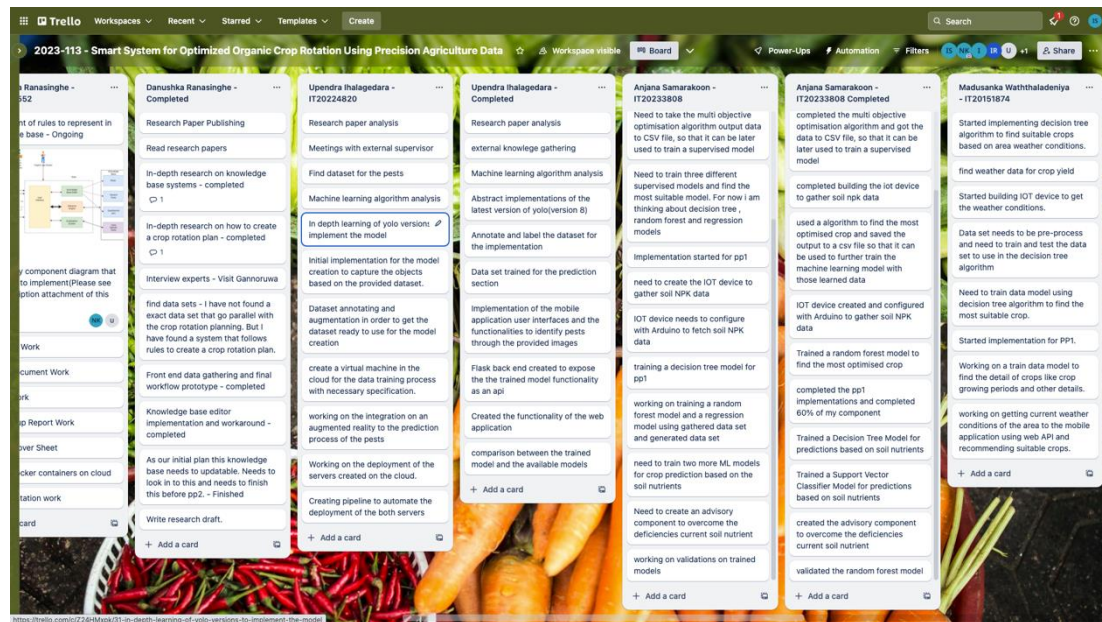 Trello
Workspaces
Recent
Starred
Templates
Create
Search
2023-113 - Smart System for Optimized Organic Crop Rotation Using Precision Agriculture Data
Workspace visible
Board
Power-Ups
Automation
Filters
IS
NK
I
IR
U
+1
Share
Ranasinghe -
552
nt of rules to represent in
e base - Ongoing
y component diagram that
to implement(Please see
iption attachment of this
NK
U
Work
cument Work
rk
up Report Work
over Sheet
cker containers on cloud
tation work
card
Danushka Ranasinghe -
Completed
Research Paper Publishing
Read research papers
In-depth research on knowledge
base systems - completed
1
In-depth research on how to create
a crop rotation plan - completed
1
Interview experts - Visit Gannoruwa
find data sets - I have not found a
exact data set that go parallel with
the crop rotation planning. But I
have found a system that follows
rules to create a crop rotation plan.
Front end data gathering and final
workflow prototype - completed
Knowledge base editor
implementation and workaround -
completed
As our initial plan this knowledge
base needs to updatable. Needs to
look in to this and needs to finish
this before pp2. - Finished
Write research draft.
+ Add a card
Upendra Ihalagedara -
IT20224820
Research paper analysis
Meetings with external supervisor
Find dataset for the pests
Machine learning algorithm analysis
In depth learning of yolo versions
implement the model
Initial implementation for the model
creation to capture the objects
based on the provided dataset.
Dataset annotating and
augmentation in order to get the
dataset ready to use for the model
creation
create a virtual machine in the
cloud for the data training process
with necessary specification.
working on the integration on an
augmented reality to the prediction
process of the pests
Working on the deployment of the
servers created on the cloud.
Creating pipeline to automate the
deployment of the both servers
+ Add a card
Upendra Ihalagedara -
Completed
Research paper analysis
external knowlege gathering
Machine learning algorithm analysis
Abstract implementations of the
latest version of yolo(version 8)
Annotate and label the dataset for
the implementation
Data set trained for the prediction
section
Implementation of the mobile
application user interfaces and the
functionalities to identify pests
through the provided images
Flask back end created to expose
the the trained model functionality
as an api
Created the functionality of the web
application
comparison between the trained
model and the available models
+ Add a card
Anjana Samarakoon -
IT20233808
Need to take the multi objective
optimisation algorithm output data
to CSV file, so that it can be later
used to train a supervised model
Need to train three different
supervised models and find the
most suitable model. For now i am
thinking about decision tree ,
random forest and regression
models
Implementation started for pp1
need to create the IOT device to
gather soil NPK data
IOT device needs to configure
with Arduino to fetch soil NPK
data
training a decision tree model for
pp1
working on training a random
forest model and a regression
model using gathered data set
and generated data set
need to train two more ML models
for crop prediction based on the
soil nutrients
Need to create an advisory
component to overcome the
deficiencies current soil nutrient
working on validations on trained
models
+ Add a card
Anjana Samarakoon -
IT20233808 Completed
completed the multi objective
optimisation algorithm and got the
data to CSV file, so that it can be
later used to train a supervised
model
completed building the iot device
to gather soil npk data
used a algorithm to find the most
optimised crop and saved the
output to a csv file so that it can
be used to further train the
machine learning model with
those learned data
IOT device created and configured
with Arduino to gather soil NPK
data
Trained a random forest model to
find the most optimised crop
completed the pp1
implementations and completed
60% of my component
Trained a Decision Tree Model for
predictions based on soil nutrients
Trained a Support Vector
Classifier Model for predictions
based on soil nutrients
created the advisory component
to overcome the deficiencies
current soil nutrient
validated the random forest model
+ Add a card
Madusanka Waththaladeniya
- IT20151874
Started implementing decision tree
algorithm to find suitable crops
based on area weather conditions.
find weather data for crop yield
Started building IOT device to get
the weather conditions.
Data set needs to be pre-process
and need to train and test the data
set to use in the decision tree
algorithm
Need to train data model using
decision tree algorithm to find the
most suitable crop.
Started implementation for PP1.
Working on a train data model to
find the detail of crops like crop
growing periods and other details.
working on getting current weather
conditions of the area to the mobile
application using web API and
recommending suitable crops.
+ Add a card
https://trello.com/c/Z24HMxpk/31-in-depth-learning-of-yolo-versions-to-implement-the-model